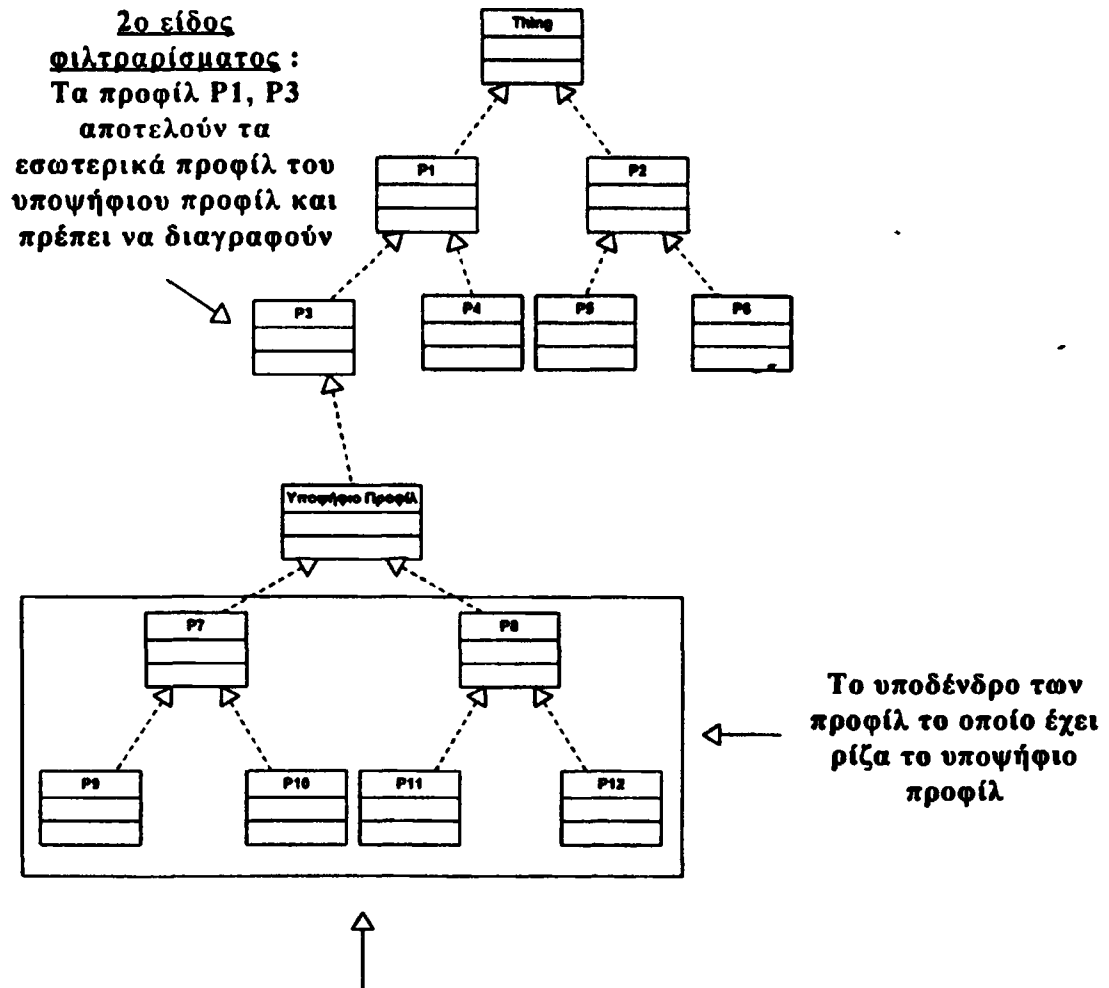 2ο είδος
φιλτραρίσματος :
Τα προφίλ P1, P3
αποτελούν τα
εσωτερικά προφίλ του
υποψήφιου προφίλ και
πρέπει να διαγραφούν
Thing
P1
P2
P3
P4
P5
P6
Υποψήφιο Προφίλ
P7
P8
P9
P10
P11
P12
Το υποδένδρο των
προφίλ το οποίο έχει
ρίζα το υποψήφιο
προφίλ